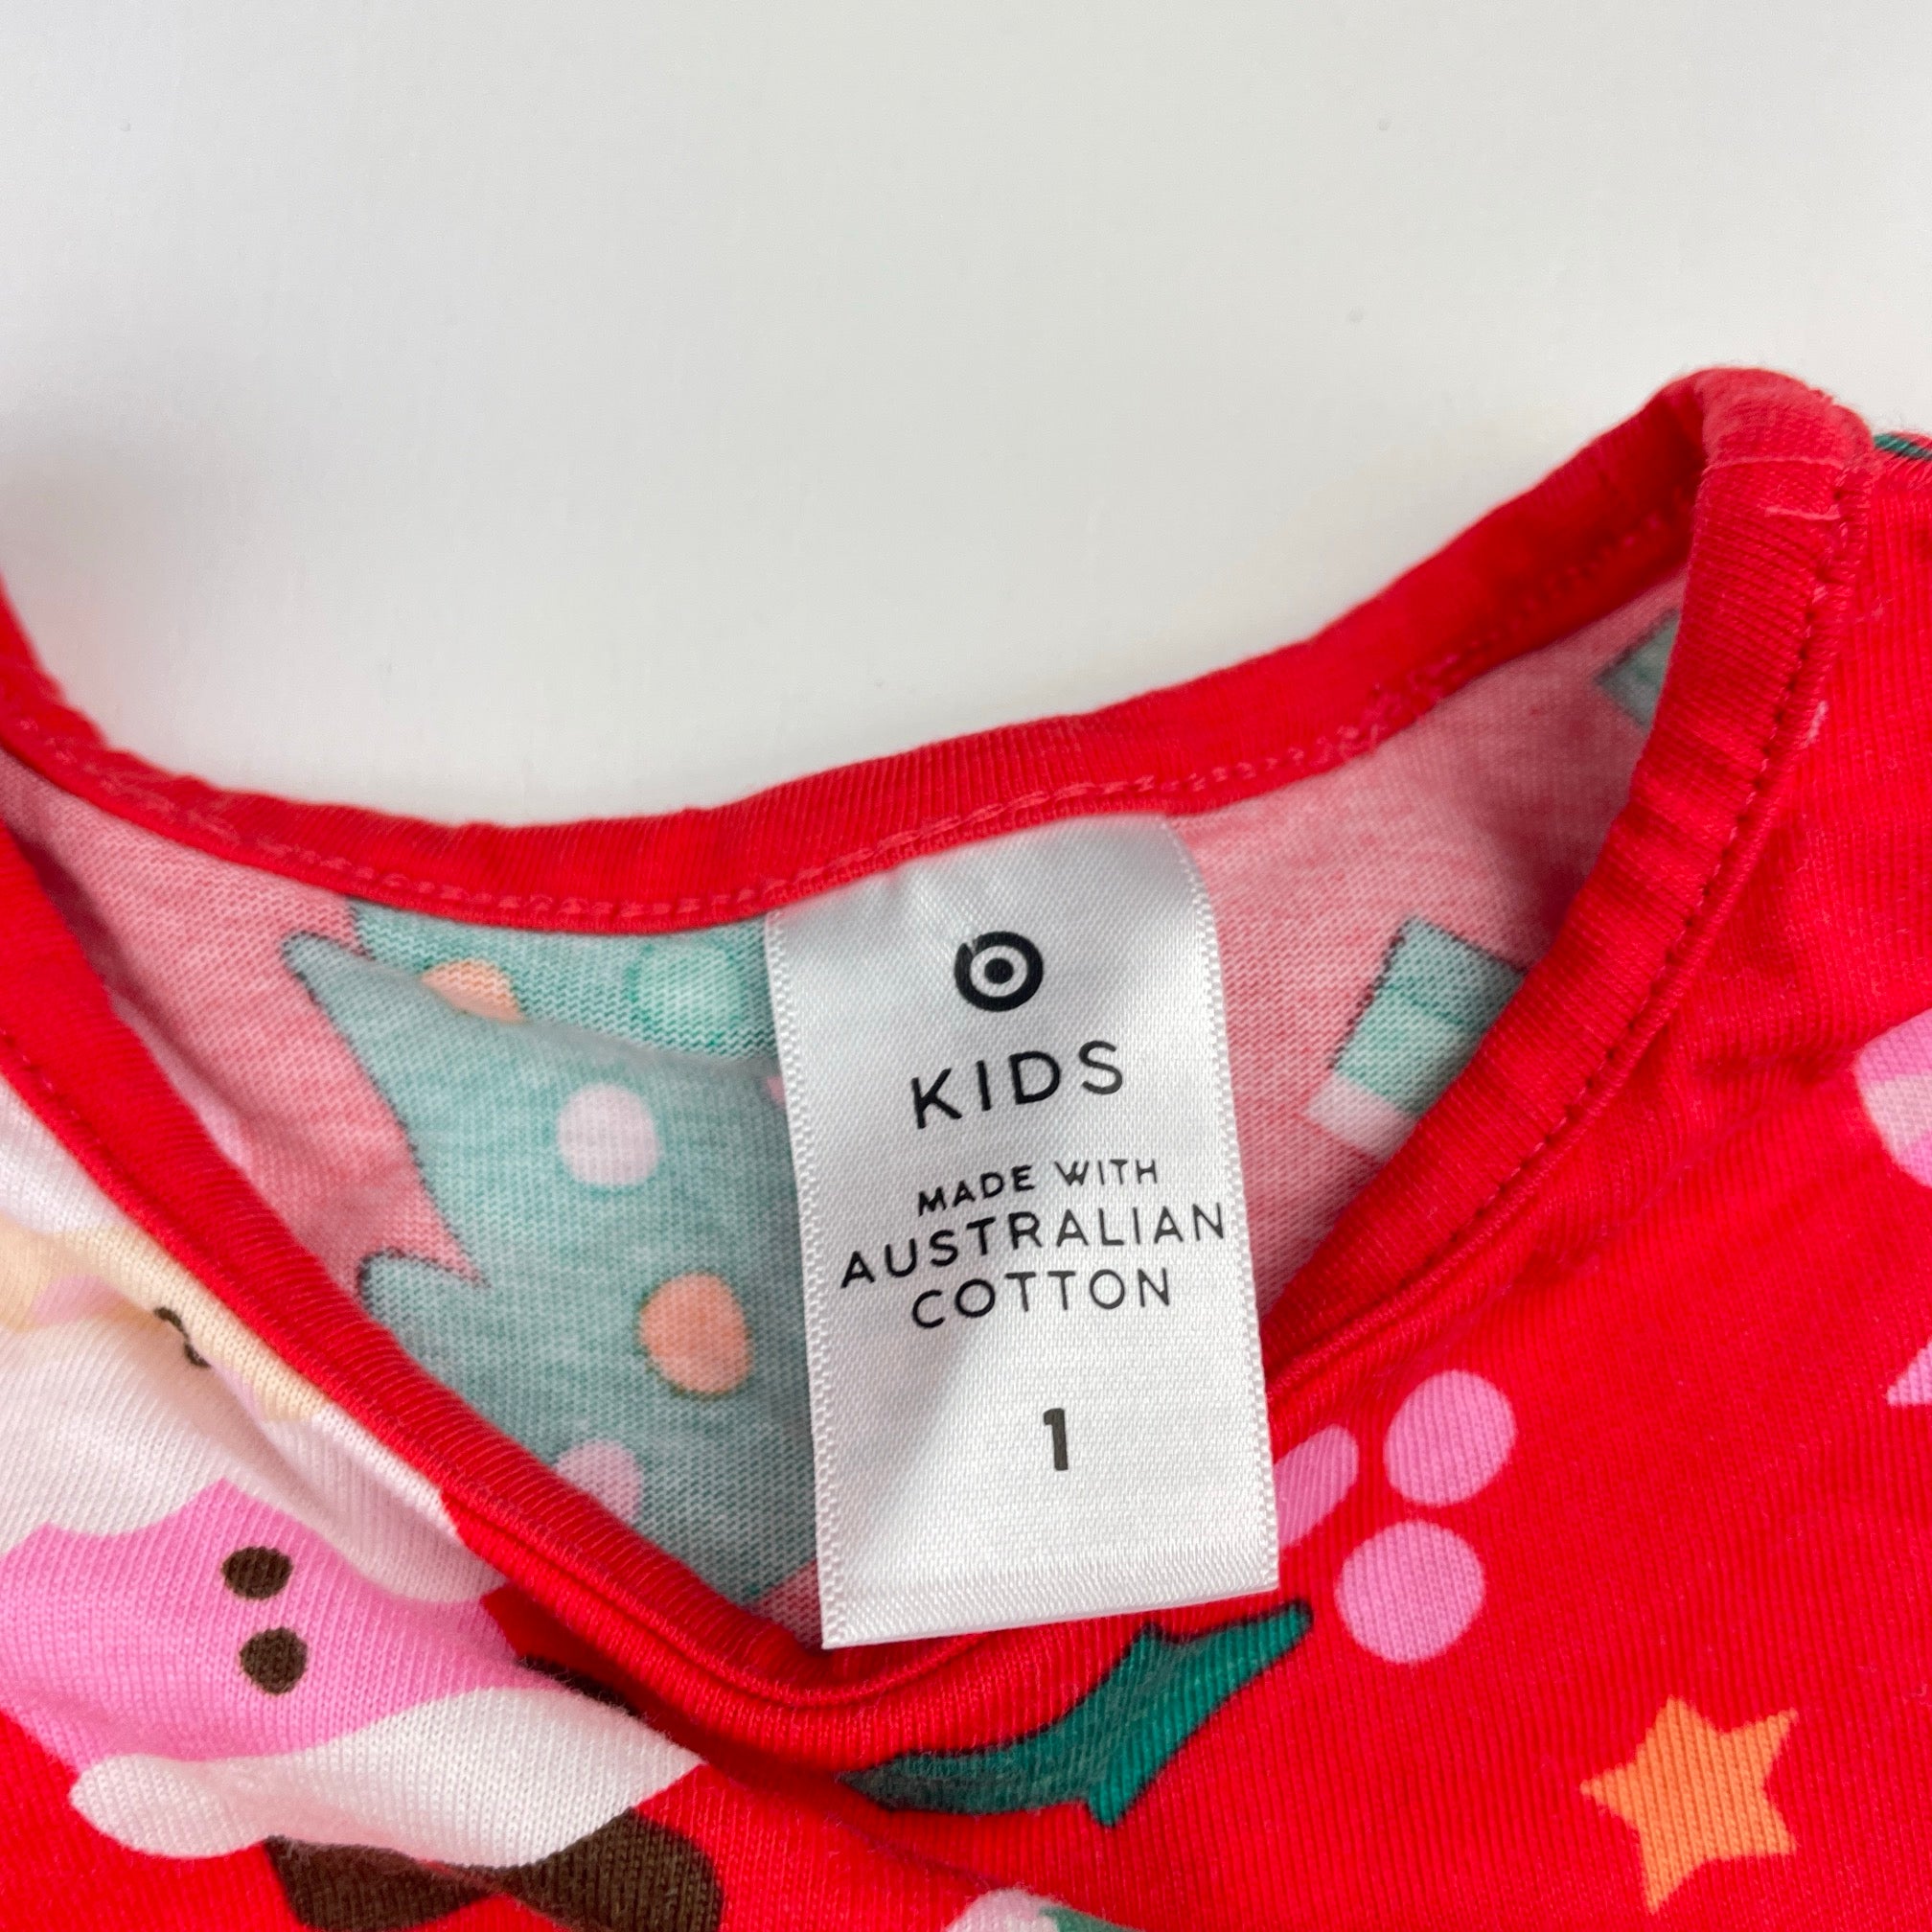 KIDS
MADE WITH
AUSTRALIAN
COTTON
1